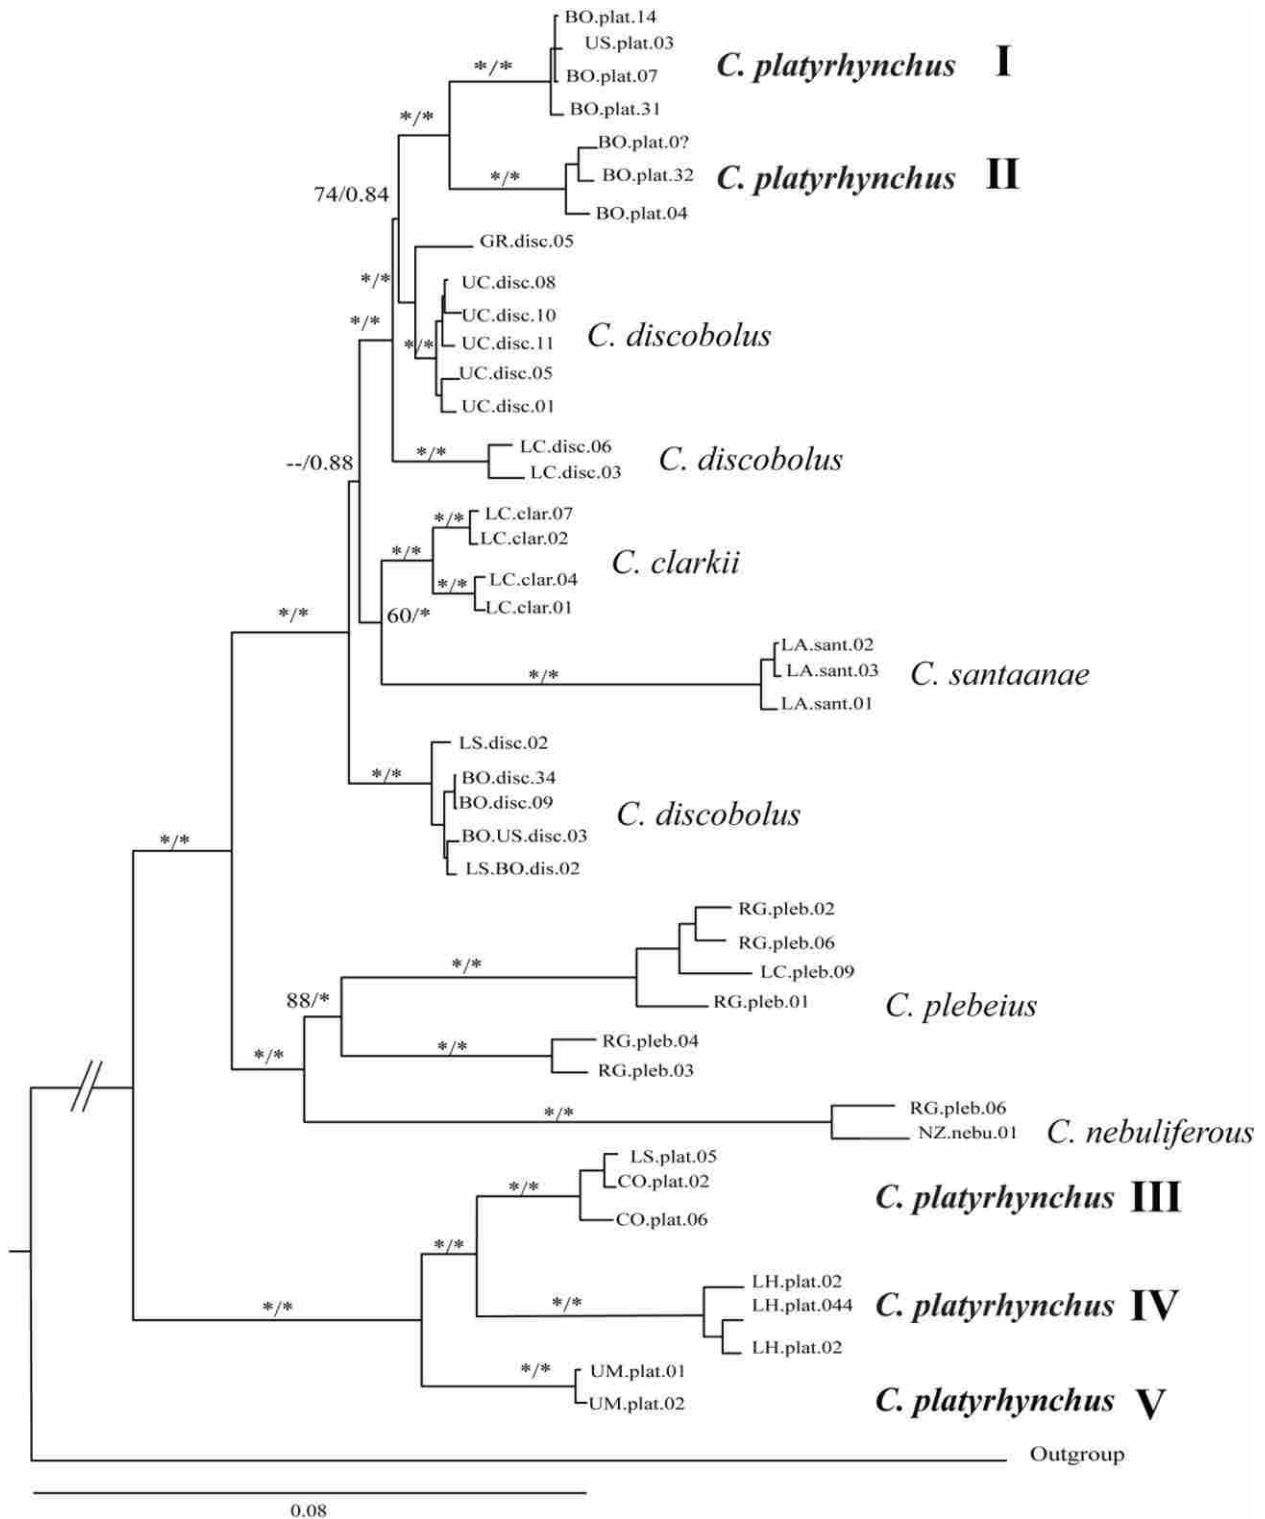 BO.plat.14
US.plat.03
*/*
C. platyrhynchus I
BO.plat.07
BO.plat.31
*/*
BO.plat.0?
BO.plat.32
*/*
C. platyrhynchus II
74/0.84
BO.plat.04
GR.disc.05
*/*
UC.disc.08
UC.disc.10
*/*
C. discobolus
*/*
UC.disc.11
UC.disc.05
UC.disc.01
LC.disc.06
*/*
C. discobolus
--/0.88
LC.disc.03
LC.clar.07
*/*
LC.clar.02
*/*
C. clarkii
LC.clar.04
*/*
LC.clar.01
60/*
*/*
LA.sant.02
LA.sant.03
*/*
C. santaanae
LA.sant.01
LS.disc.02
*/*
BO.disc.34
BO.disc.09
C. discobolus
BO.US.disc.03
*/*
LS.BO.dis.02
RG.pleb.02
RG.pleb.06
*/*
LC.pleb.09
88/*
RG.pleb.01
C. plebeius
RG.pleb.04
*/*
*/*
RG.pleb.03
RG.pleb.06
*/*
NZ.nebu.01
C. nebuliferous
LS.plat.05
CO.plat.02
*/*
C. platyrhynchus III
CO.plat.06
*/*
LH.plat.02
*/*
*/*
LH.plat.044
C. platyrhynchus IV
LH.plat.02
*/*
UM.plat.01
UM.plat.02
C. platyrhynchus V
Outgroup
0.08